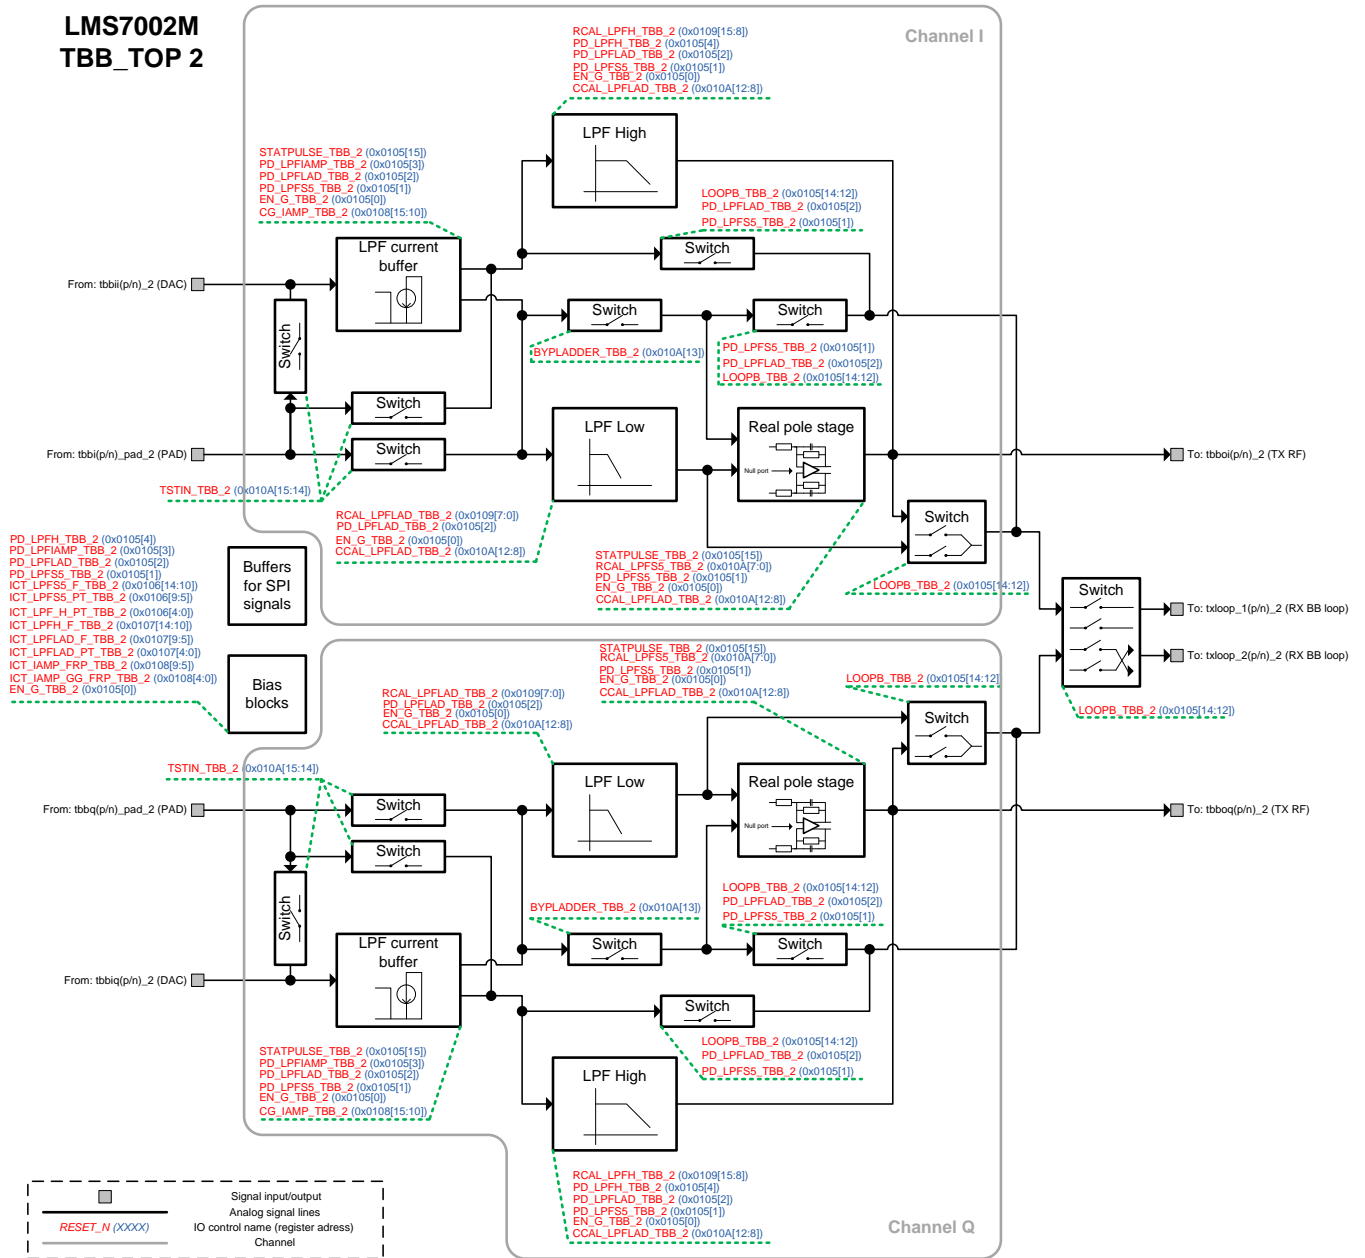 LMS7002M
TBB_TOP 2
Channel I
RCAL_LPFH_TBB_2 (0x0109[15:8])
PD_LPFH_TBB_2 (0x0105[4])
PD_LPFLAD_TBB_2 (0x0105[2])
PD_LPFS5_TBB_2 (0x0105[1])
EN_G_TBB_2 (0x0105[0])
CCAL_LPFLAD_TBB_2 (0x010A[12:8])
LPF High
STATPULSE_TBB_2 (0x0105[15])
PD_LPFIAMP_TBB_2 (0x0105[3])
PD_LPFLAD_TBB_2 (0x0105[2])
PD_LPFS5_TBB_2 (0x0105[1])
EN_G_TBB_2 (0x0105[0])
CG_IAMP_TBB_2 (0x0108[15:10])
LPF current
buffer
LOOPB_TBB_2 (0x0105[14:12])
PD_LPFLAD_TBB_2 (0x0105[2])
PD_LPFS5_TBB_2 (0x0105[1])
Switch
From: tbbii(p/n)_2 (DAC)
Switch
Switch
Switch
BYPLADDER_TBB_2 (0x010A[13])
PD_LPFS5_TBB_2 (0x0105[1])
PD_LPFLAD_TBB_2 (0x0105[2])
LOOPB_TBB_2 (0x0105[14:12])
Switch
Switch
LPF Low
Real pole stage
Null port
From: tbbi(p/n)_pad_2 (PAD)
To: tbboi(p/n)_2 (TX RF)
TSTIN_TBB_2 (0x010A[15:14])
RCAL_LPFLAD_TBB_2 (0x0109[7:0])
PD_LPFLAD_TBB_2 (0x0105[2])
EN_G_TBB_2 (0x0105[0])
CCAL_LPFLAD_TBB_2 (0x010A[12:8])
Switch
STATPULSE_TBB_2 (0x0105[15])
RCAL_LPFS5_TBB_2 (0x010A[7:0])
PD_LPFS5_TBB_2 (0x0105[1])
EN_G_TBB_2 (0x0105[0])
CCAL_LPFLAD_TBB_2 (0x010A[12:8])
LOOPB_TBB_2 (0x0105[14:12])
PD_LPFH_TBB_2 (0x0105[4])
PD_LPFIAMP_TBB_2 (0x0105[3])
PD_LPFLAD_TBB_2 (0x0105[2])
PD_LPFS5_TBB_2 (0x0105[1])
ICT_LPFS5_F_TBB_2 (0x0106[14:10])
ICT_LPFS5_PT_TBB_2 (0x0106[9:5])
ICT_LPF_H_PT_TBB_2 (0x0106[4:0])
ICT_LPFH_F_TBB_2 (0x0107[14:10])
ICT_LPFLAD_F_TBB_2 (0x0107[9:5])
ICT_LPFLAD_PT_TBB_2 (0x0107[4:0])
ICT_IAMP_FRP_TBB_2 (0x0108[9:5])
ICT_IAMP_GG_FRP_TBB_2 (0x0108[4:0])
EN_G_TBB_2 (0x0105[0])
Buffers
for SPI
signals
Bias
blocks
Switch
To: txloop_1(p/n)_2 (RX BB loop)
To: txloop_2(p/n)_2 (RX BB loop)
LOOPB_TBB_2 (0x0105[14:12])
STATPULSE_TBB_2 (0x0105[15])
RCAL_LPFS5_TBB_2 (0x010A[7:0])
PD_LPFS5_TBB_2 (0x0105[1])
EN_G_TBB_2 (0x0105[0])
CCAL_LPFLAD_TBB_2 (0x010A[12:8])
RCAL_LPFLAD_TBB_2 (0x0109[7:0])
PD_LPFLAD_TBB_2 (0x0105[2])
EN_G_TBB_2 (0x0105[0])
CCAL_LPFLAD_TBB_2 (0x010A[12:8])
LOOPB_TBB_2 (0x0105[14:12])
Switch
TSTIN_TBB_2 (0x010A[15:14])
LPF Low
Real pole stage
Null port
From: tbbq(p/n)_pad_2 (PAD)
Switch
To: tbboq(p/n)_2 (TX RF)
Switch
Switch
BYPLADDER_TBB_2 (0x010A[13])
LOOPB_TBB_2 (0x0105[14:12])
PD_LPFLAD_TBB_2 (0x0105[2])
PD_LPFS5_TBB_2 (0x0105[1])
LPF current
buffer
Switch
Switch
From: tbbiq(p/n)_2 (DAC)
Switch
LOOPB_TBB_2 (0x0105[14:12])
PD_LPFLAD_TBB_2 (0x0105[2])
PD_LPFS5_TBB_2 (0x0105[1])
STATPULSE_TBB_2 (0x0105[15])
PD_LPFIAMP_TBB_2 (0x0105[3])
PD_LPFLAD_TBB_2 (0x0105[2])
PD_LPFS5_TBB_2 (0x0105[1])
EN_G_TBB_2 (0x0105[0])
CG_IAMP_TBB_2 (0x0108[15:10])
LPF High
RCAL_LPFH_TBB_2 (0x0109[15:8])
PD_LPFH_TBB_2 (0x0105[4])
PD_LPFLAD_TBB_2 (0x0105[2])
PD_LPFS5_TBB_2 (0x0105[1])
EN_G_TBB_2 (0x0105[0])
CCAL_LPFLAD_TBB_2 (0x010A[12:8])
Channel Q
Signal input/output
Analog signal lines
RESET_N (XXXX) IO control name (register adress)
Channel